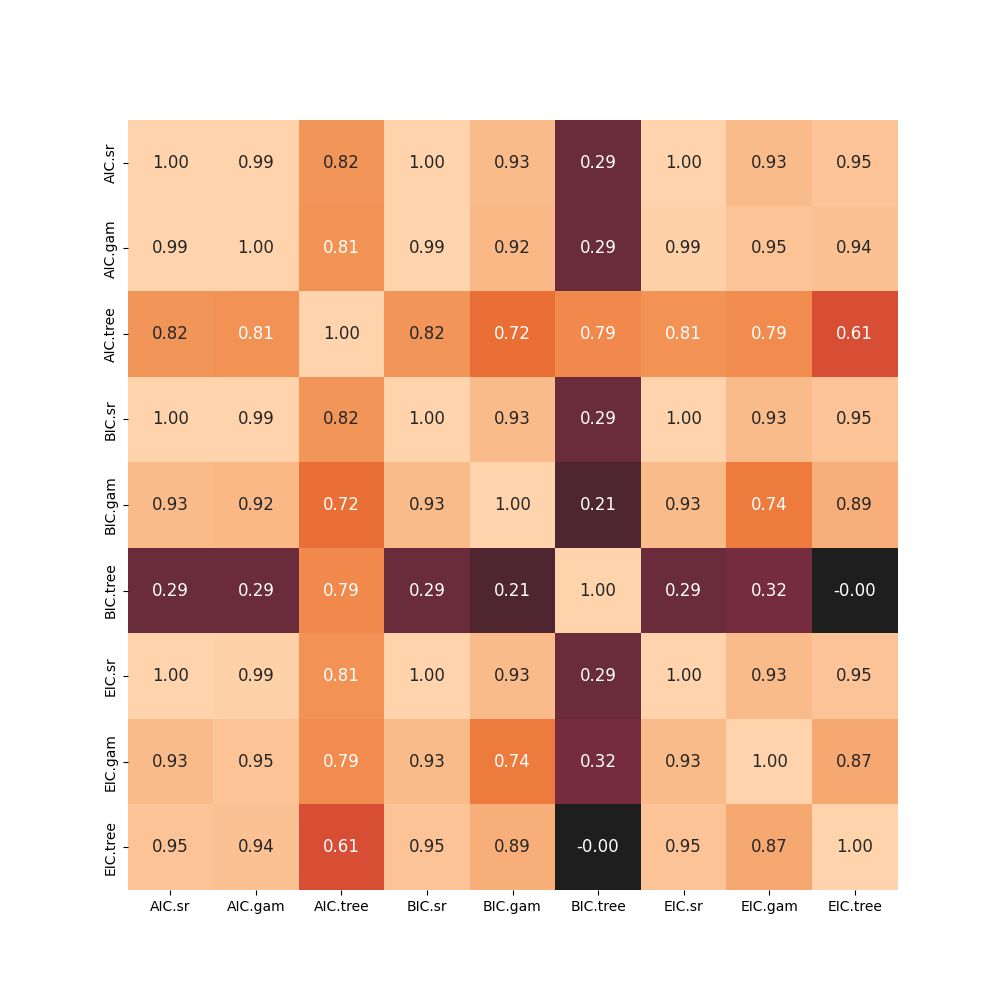 AIC.sr 1.00 0.99 0.82 1.00 0.93 0.29 1.00 0.93 0.95
AIC.gam 0.99 1.00 0.81 0.99 0.92 0.29 0.99 0.95 0.94
AIC.tree 0.82 0.81 1.00 0.82 0.72 0.79 0.81 0.79 0.61
BIC.sr 1.00 0.99 0.82 1.00 0.93 0.29 1.00 0.93 0.95
BIC.gam 0.93 0.92 0.72 0.93 1.00 0.21 0.93 0.74 0.89
BIC.tree 0.29 0.29 0.79 0.29 0.21 1.00 0.29 0.32 -0.00
EIC.sr 1.00 0.99 0.81 1.00 0.93 0.29 1.00 0.93 0.95
EIC.gam 0.93 0.95 0.79 0.93 0.74 0.32 0.93 1.00 0.87
EIC.tree 0.95 0.94 0.61 0.95 0.89 -0.00 0.95 0.87 1.00
AIC.sr AIC.gam AIC.tree BIC.sr BIC.gam BIC.tree EIC.sr EIC.gam EIC.tree